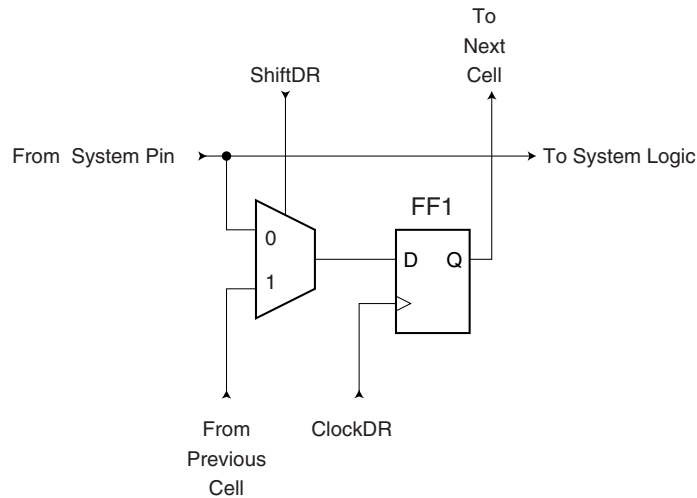 To
Next
Cell
ShiftDR
From System Pin
To System Logic
FF1
0
D Q
1
From
Previous
Cell
ClockDR